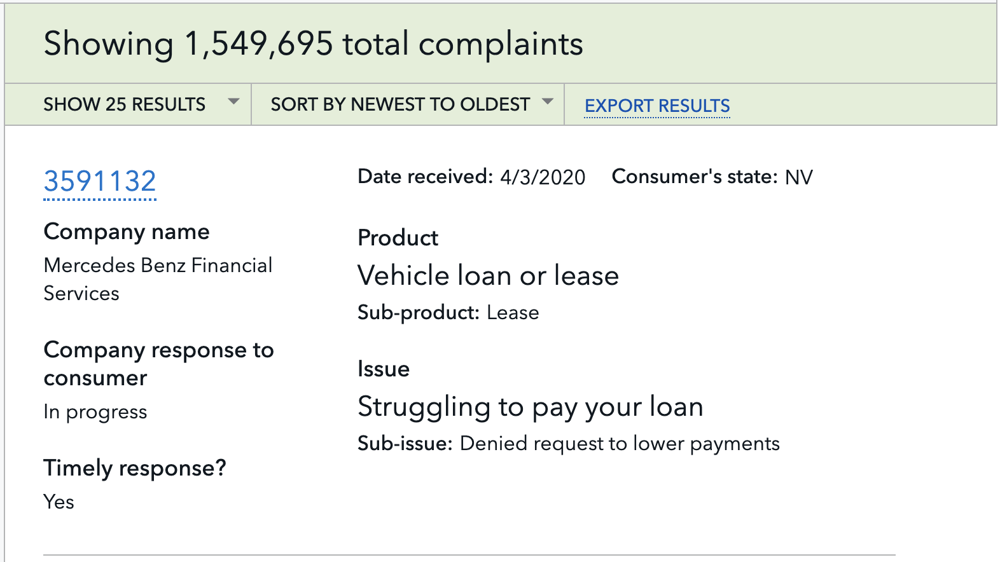 Showing 1,549,695 total complaints
SHOW 25 RESULTS
SORT BY NEWEST TO OLDEST
EXPORT RESULTS
3591132
Company name
Mercedes Benz Financial
Services
Company response to
consumer
In progress
Timely response?
Yes
Date received: 4/3/2020 Consumer's state: NV
Product
Vehicle loan or lease
Sub-product: Lease
Issue
Struggling to pay your loan
Sub-issue: Denied request to lower payments